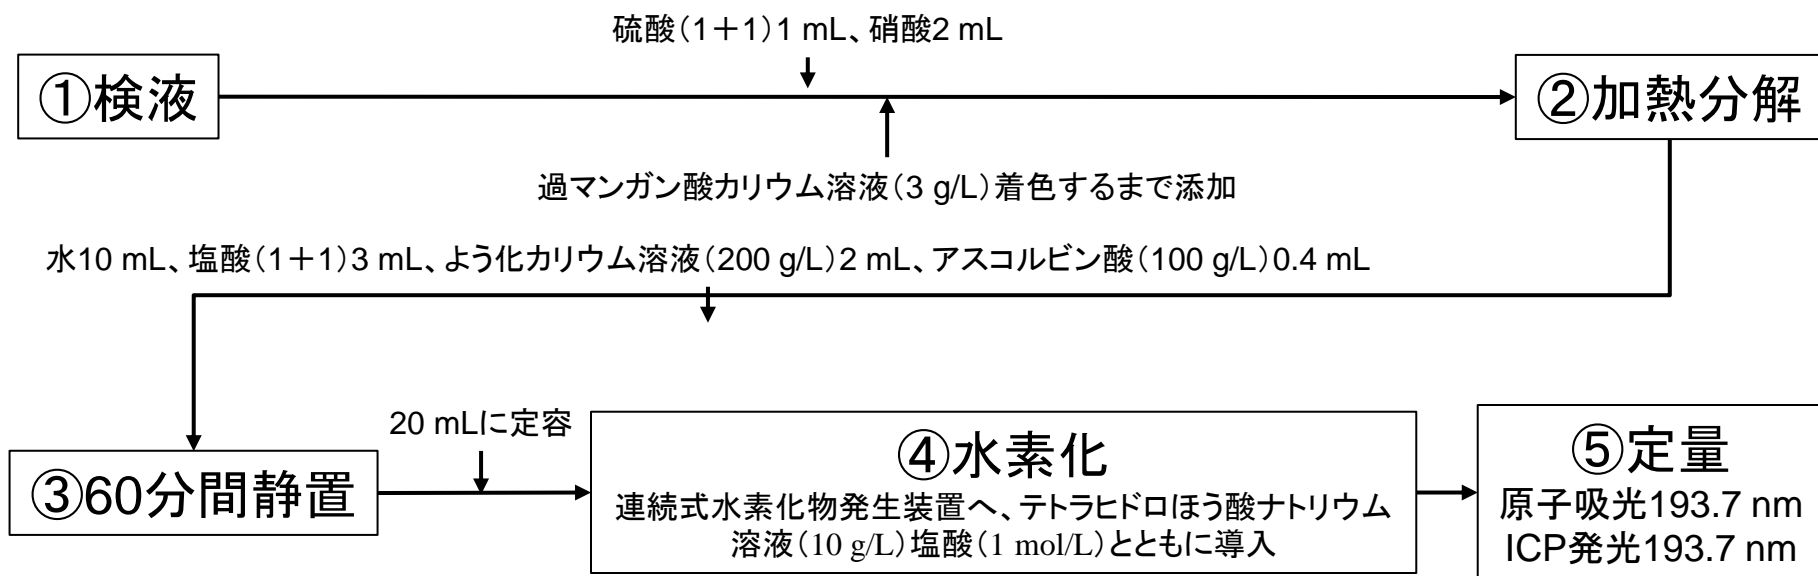 硫酸（1＋1）1 mL、硝酸2 mL
①検液
②加熱分解
過マンガン酸カリウム溶液（3 g/L）着色するまで添加
水10 mL、塩酸（1＋1）3 mL、よう化カリウム溶液（200 g/L）2 mL、アスコルビン酸（100 g/L）0.4 mL
③60分間静置
20 mLに定容
④水素化
連続式水素化物発生装置へ、テトラヒドロほう酸ナトリウム
溶液（10 g/L）塩酸（1 mol/L）とともに導入
⑤定量
原子吸光193.7 nm
ICP発光193.7 nm